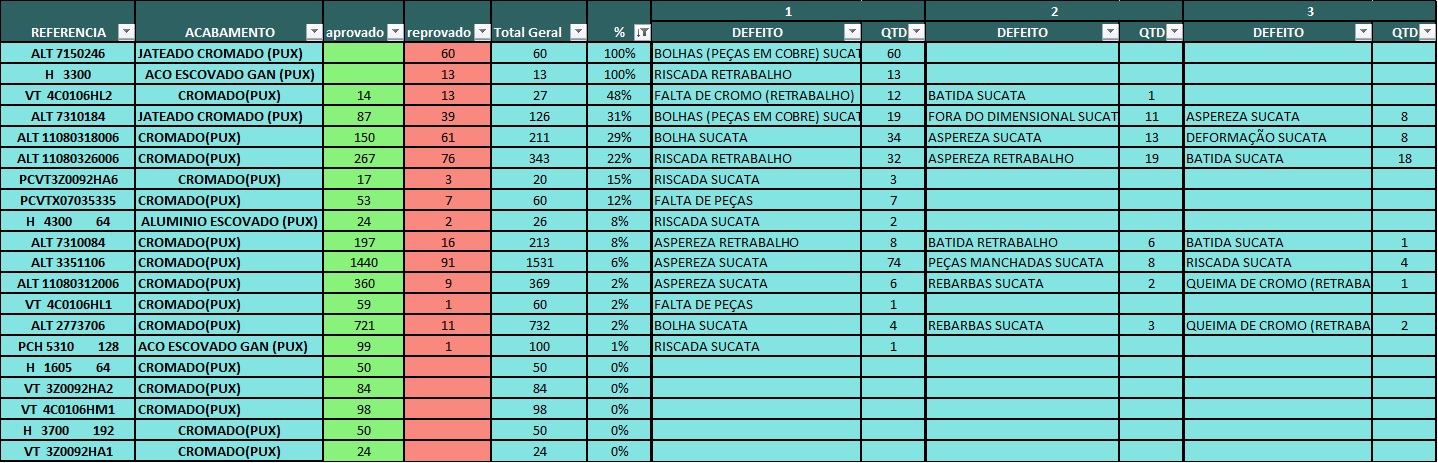 1 2 3
REFERENCIA ACABAMENTO aprovado reprovado Total Geral % DEFEITO QTD DEFEITO QTD DEFEITO QTD
ALT 7150246 JATEADO CROMADO (PUX) 60 60 100% BOLHAS (PEÇAS EM COBRE) SUCAT 60
H 3300 ACO ESCOVADO GAN (PUX) 13 13 100% RISCADA RETRABALHO 13
VT 4C0106HL2 CROMADO(PUX) 14 13 27 48% FALTA DE CROMO (RETRABALHO) 12 BATIDA SUCATA 1
ALT 7310184 JATEADO CROMADO (PUX) 87 39 126 31% BOLHAS (PEÇAS EM COBRE) SUCAT 19 FORA DO DIMENSIONAL SUCAT 11 ASPEREZA SUCATA 8
ALT 11080318006 CROMADO(PUX) 150 61 211 29% BOLHA SUCATA 34 ASPEREZA SUCATA 13 DEFORMAÇÃO SUCATA 8
ALT 11080326006 CROMADO(PUX) 267 76 343 22% RISCADA RETRABALHO 32 ASPEREZA RETRABALHO 19 BATIDA SUCATA 18
PCVT3Z0092HA6 CROMADO(PUX) 17 3 20 15% RISCADA SUCATA 3
PCVTX07035335 CROMADO(PUX) 53 7 60 12% FALTA DE PEÇAS 7
H 4300 64 ALUMINIO ESCOVADO (PUX) 24 2 26 8% RISCADA SUCATA 2
ALT 7310084 CROMADO(PUX) 197 16 213 8% ASPEREZA RETRABALHO 8 BATIDA RETRABALHO 6 BATIDA SUCATA 1
ALT 3351106 CROMADO(PUX) 1440 91 1531 6% ASPEREZA SUCATA 74 PEÇAS MANCHADAS SUCATA 8 RISCADA SUCATA 4
ALT 11080312006 CROMADO(PUX) 360 9 369 2% ASPEREZA SUCATA 6 REBARBAS SUCATA 2 QUEIMA DE CROMO (RETRABA 1
VT 4C0106HL1 CROMADO(PUX) 59 1 60 2% FALTA DE PEÇAS 1
ALT 2773706 CROMADO(PUX) 721 11 732 2% BOLHA SUCATA 4 REBARBAS SUCATA 3 QUEIMA DE CROMO (RETRABA 2
PCH 5310 128 ACO ESCOVADO GAN (PUX) 99 1 100 1% RISCADA SUCATA 1
H 1605 64 CROMADO(PUX) 50 50 0%
VT 3Z0092HA2 CROMADO(PUX) 84 84 0%
VT 4C0106HM1 CROMADO(PUX) 98 98 0%
H 3700 192 CROMADO(PUX) 50 50 0%
VT 3Z0092HA1 CROMADO(PUX) 24 24 0%